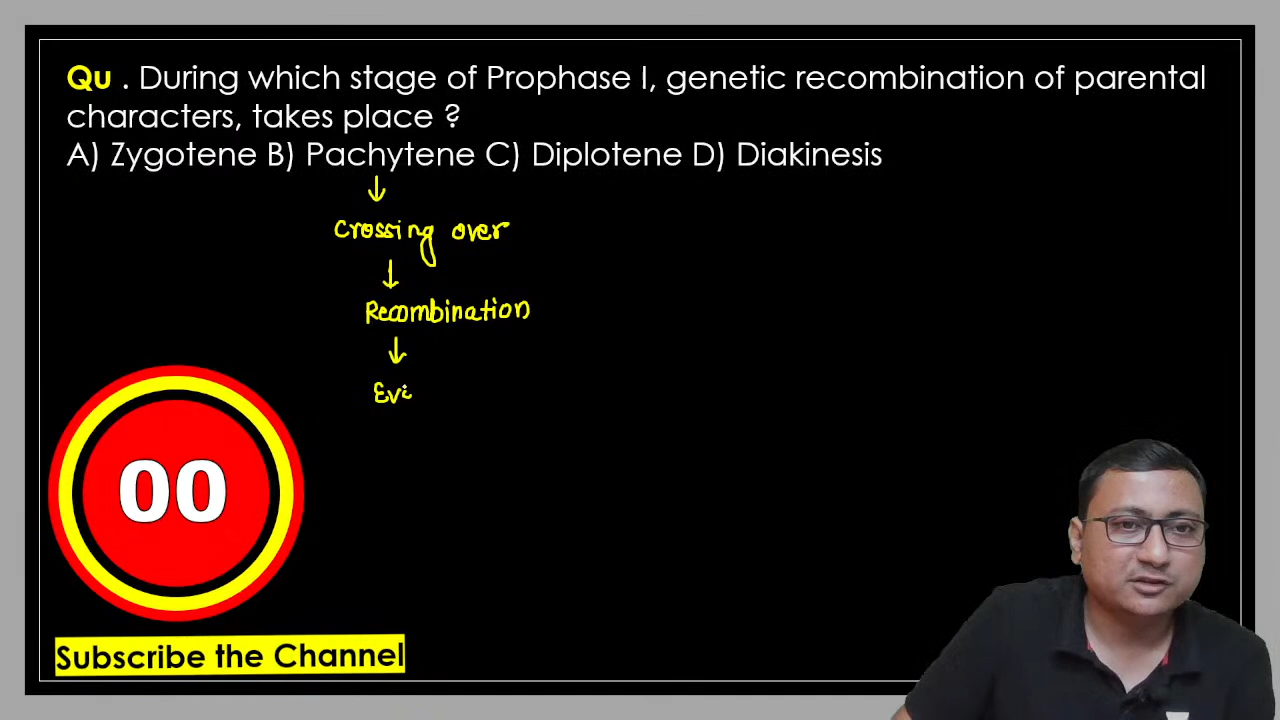 Qu . During which stage of Prophase I, genetic recombination of parental
characters, takes place ?
A) Zygotene B) Pachytene C) Diplotene D) Diakinesis
↓
Crossing over
↓
Recombination
↓
00
Subscribe the Channel